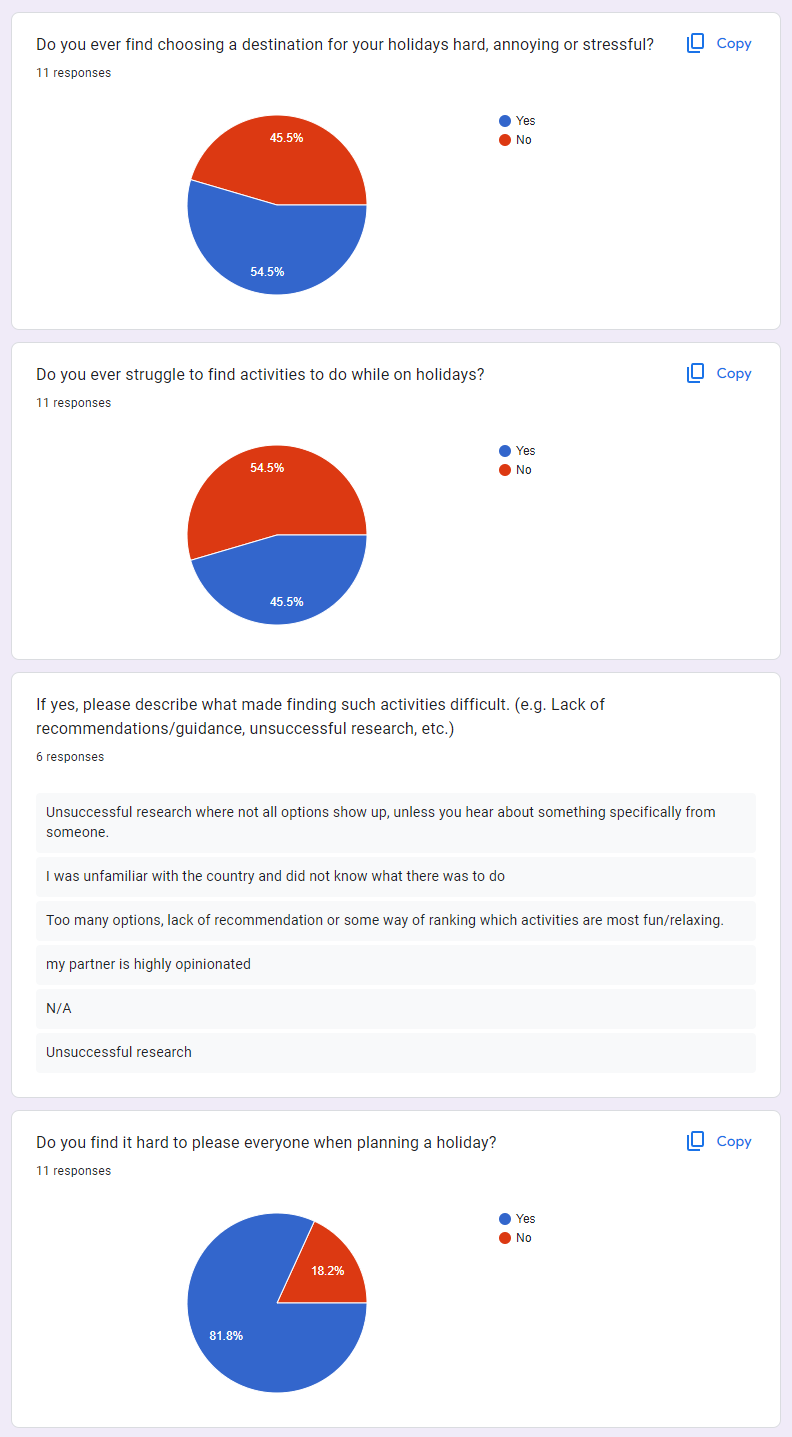 Do you ever find choosing a destination for your holidays hard, annoying or stressful?
Copy
11 responses
Yes
No
45.5%
54.5%
Do you ever struggle to find activities to do while on holidays?
Copy
11 responses
Yes
No
54.5%
45.5%
If yes, please describe what made finding such activities difficult. (e.g. Lack of
recommendations/guidance, unsuccessful research, etc.)
6 responses
Unsuccessful research where not all options show up, unless you hear about something specifically from
someone.
I was unfamiliar with the country and did not know what there was to do
Too many options, lack of recommendation or some way of ranking which activities are most fun/relaxing.
my partner is highly opinionated
N/A
Unsuccessful research
Do you find it hard to please everyone when planning a holiday?
Copy
11 responses
Yes
No
18.2%
81.8%